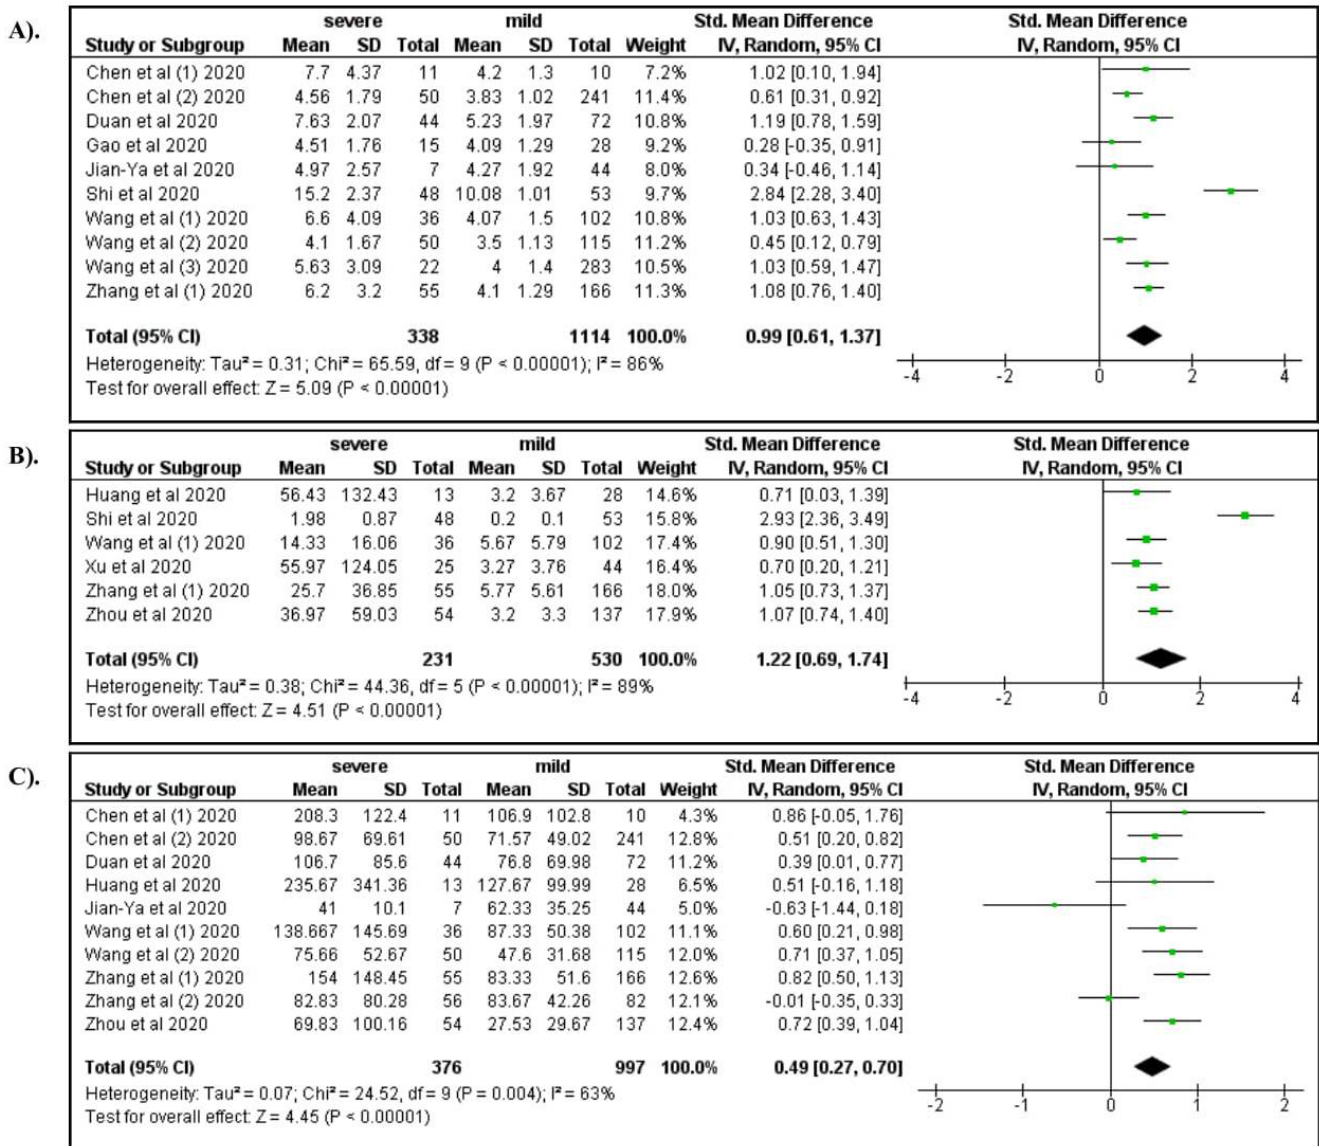 A).
severe mild Std. Mean Difference Std. Mean Difference
Study or Subgroup Mean SD Total Mean SD Total Weight IV, Random, 95% CI IV, Random, 95% CI
Chen et al (1) 2020 7.7 4.37 11 4.2 1.3 10 7.2% 1.02 [0.10, 1.94]
Chen et al (2) 2020 4.56 1.79 50 3.83 1.02 241 11.4% 0.61 [0.31, 0.92]
Duan et al 2020 7.63 2.07 44 5.23 1.97 72 10.8% 1.19 [0.78, 1.59]
Gao et al 2020 4.51 1.76 15 4.09 1.29 28 9.2% 0.28 [-0.35, 0.91]
Jian-Ya et al 2020 4.97 2.57 7 4.27 1.92 44 8.0% 0.34 [-0.46, 1.14]
Shi et al 2020 15.2 2.37 48 10.08 1.01 53 9.7% 2.84 [2.28, 3.40]
Wang et al (1) 2020 6.6 4.09 36 4.07 1.5 102 10.8% 1.03 [0.63, 1.43]
Wang et al (2) 2020 4.1 1.67 50 3.5 1.13 115 11.2% 0.45 [0.12, 0.79]
Wang et al (3) 2020 5.63 3.09 22 4 1.4 283 10.5% 1.03 [0.59, 1.47]
Zhang et al (1) 2020 6.2 3.2 55 4.1 1.29 166 11.3% 1.08 [0.76, 1.40]
Total (95% CI) 338 1114 100.0% 0.99 [0.61, 1.37]
Heterogeneity: Tau² = 0.31; Chi² = 65.59, df = 9 (P < 0.00001); I² = 86%
Test for overall effect: Z = 5.09 (P < 0.00001)
-4 -2 0 2 4
B).
severe mild Std. Mean Difference Std. Mean Difference
Study or Subgroup Mean SD Total Mean SD Total Weight IV, Random, 95% CI IV, Random, 95% CI
Huang et al 2020 56.43 132.43 13 3.2 3.67 28 14.6% 0.71 [0.03, 1.39]
Shi et al 2020 1.98 0.87 48 0.2 0.1 53 15.8% 2.93 [2.36, 3.49]
Wang et al (1) 2020 14.33 16.06 36 5.67 5.79 102 17.4% 0.90 [0.51, 1.30]
Xu et al 2020 55.97 124.05 25 3.27 3.76 44 16.4% 0.70 [0.20, 1.21]
Zhang et al (1) 2020 25.7 36.85 55 5.77 5.61 166 18.0% 1.05 [0.73, 1.37]
Zhou et al 2020 36.97 59.03 54 3.2 3.3 137 17.9% 1.07 [0.74, 1.40]
Total (95% CI) 231 530 100.0% 1.22 [0.69, 1.74]
Heterogeneity: Tau² = 0.38; Chi² = 44.36, df = 5 (P < 0.00001); I² = 89%
Test for overall effect: Z = 4.51 (P < 0.00001)
-4 -2 0 2 4
C).
severe mild Std. Mean Difference Std. Mean Difference
Study or Subgroup Mean SD Total Mean SD Total Weight IV, Random, 95% CI IV, Random, 95% CI
Chen et al (1) 2020 208.3 122.4 11 106.9 102.8 10 4.3% 0.86 [-0.05, 1.76]
Chen et al (2) 2020 98.67 69.61 50 71.57 49.02 241 12.8% 0.51 [0.20, 0.82]
Duan et al 2020 106.7 85.6 44 76.8 69.98 72 11.2% 0.39 [0.01, 0.77]
Huang et al 2020 235.67 341.36 13 127.67 99.99 28 6.5% 0.51 [-0.16, 1.18]
Jian-Ya et al 2020 41 10.1 7 62.33 35.25 44 5.0% -0.63 [-1.44, 0.18]
Wang et al (1) 2020 138.667 145.69 36 87.33 50.38 102 11.1% 0.60 [0.21, 0.98]
Wang et al (2) 2020 75.66 52.67 50 47.6 31.68 115 12.1% 0.71 [0.37, 1.05]
Zhang et al (1) 2020 154 148.45 55 83.33 51.6 166 12.6% 0.82 [0.50, 1.13]
Zhang et al (2) 2020 82.83 80.28 56 83.67 42.26 82 12.1% -0.01 [-0.35, 0.33]
Zhou et al 2020 69.83 100.16 54 27.53 29.67 137 12.4% 0.72 [0.39, 1.04]
Total (95% CI) 376 997 100.0% 0.49 [0.27, 0.70]
Heterogeneity: Tau² = 0.07; Chi² = 24.52, df = 9 (P = 0.004); I² = 63%
Test for overall effect: Z = 4.45 (P < 0.00001)
-2 -1 0 1 2